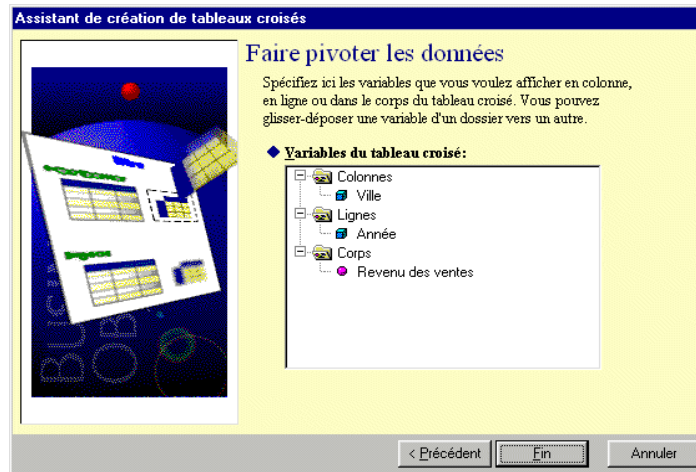 Assistant de création de tableaux croisés
Faire pivoter les données
Spécifiez ici les variables que vous voulez afficher en colonne,
en ligne ou dans le corps du tableau croisé. Vous pouvez
glisser-déposer une variable d'un dossier vers un autre.
Variables du tableau croisé:
Colonnes
Ville
Lignes
Année
Corps
Revenu des ventes
< Précédent Fin Annuler